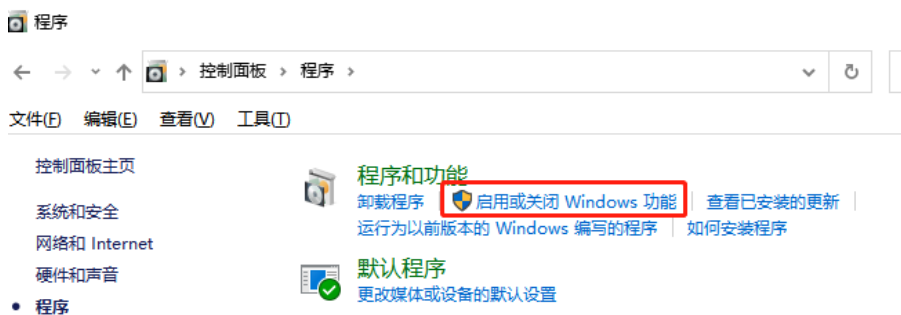 程序
控制面板 › 程序 ›
文件(F) 编辑(E) 查看(V) 工具(T)
控制面板主页
系统和安全
网络和 Internet
硬件和声音
程序
程序和功能
卸载程序 启用或关闭 Windows 功能 查看已安装的更新
运行为以前版本的 Windows 编写的程序 如何安装程序
默认程序
更改媒体或设备的默认设置